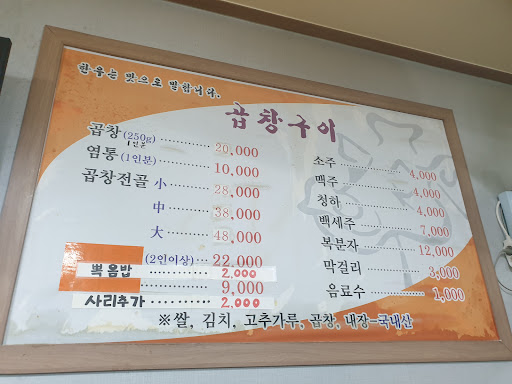 한우는 맛으로 말합니다.
곱창구이
곱창(250g) 20,000
1인분
염통(1인분) 10,000
곱창전골 小 28,000
中 38,000
大 48,000
(2인이상) 22,000
볶음밥 2,000
9,000
사리추가 2,000
소주 4,000
맥주 4,000
청하 4,000
백세주 7,000
복분자 12,000
막걸리 3,000
음료수 1,000
※쌀, 김치, 고추가루, 곱창, 내장-국내산